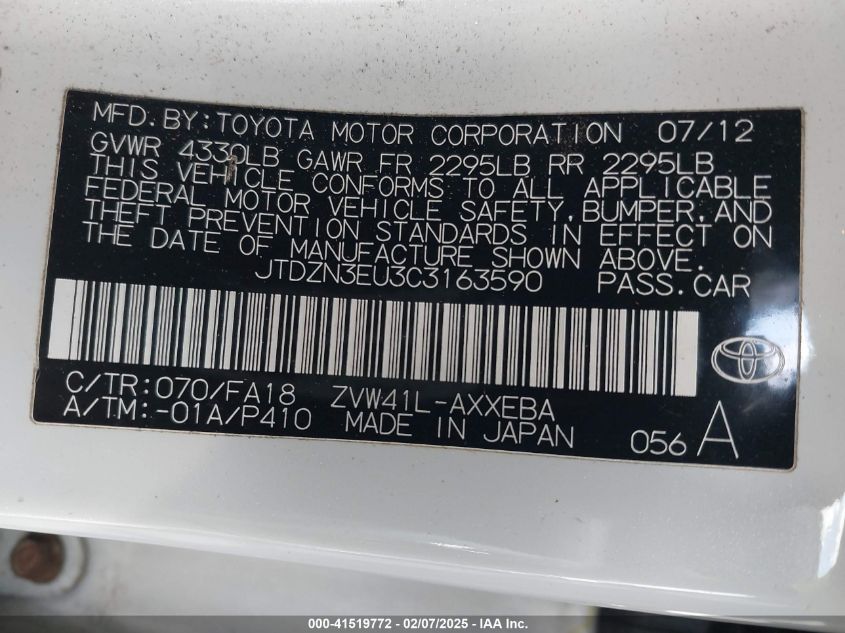 MFD. BY: TOYOTA MOTOR CORPORATION 07/12
GVWR 4330LB GAWR FR 2295LB RR 2295LB
THIS VEHICLE CONFORMS TO ALL APPLICABLE
FEDERAL MOTOR VEHICLE SAFETY, BUMPER, AND
THEFT PREVENTION STANDARDS IN EFFECT ON
THE DATE OF MANUFACTURE SHOWN ABOVE.
JTDZN3EU3C3163590 PASS. CAR
C/TR: 070/FA18 ZVW41L-AXXEBA
A/TM: -01A/P410 MADE IN JAPAN 056 A
000-41519772 - 02/07/2025 - IAA Inc.